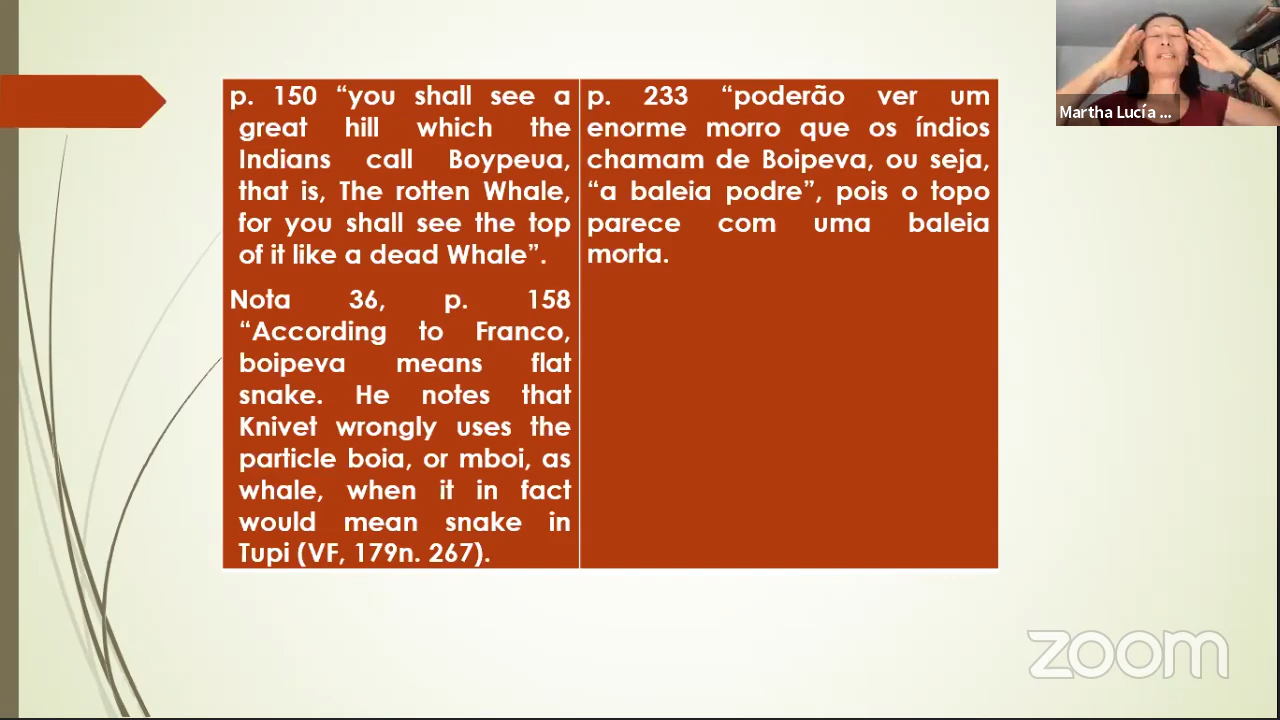 p. 150 “you shall see a
great hill which the
Indians call Boypeua,
that is, The rotten Whale,
for you shall see the top
of it like a dead Whale”.
Nota 36, p. 158
“According to Franco,
boipeva means flat
snake. He notes that
Knivet wrongly uses the
particle boia, or mboi, as
whale, when it in fact
would mean snake in
Tupi (VF, 179n. 267).
p. 233 “poderão ver um
enorme morro que os índios
chamam de Boipeva, ou seja,
“a baleia podre”, pois o topo
parece com uma baleia
morta.
Martha Lucía ...
zoom